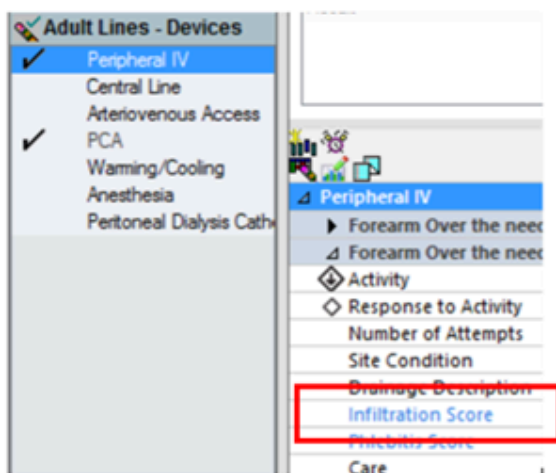 Adult Lines - Devices
Peripheral IV
Central Line
Arteriovenous Access
PCA
Warming/Cooling
Anesthesia
Peritoneal Dialysis Cath
Peripheral IV
Forearm Over the need
Forearm Over the need
Activity
Response to Activity
Number of Attempts
Site Condition
Drainage Description
Infiltration Score
Phlebitis Score
Care